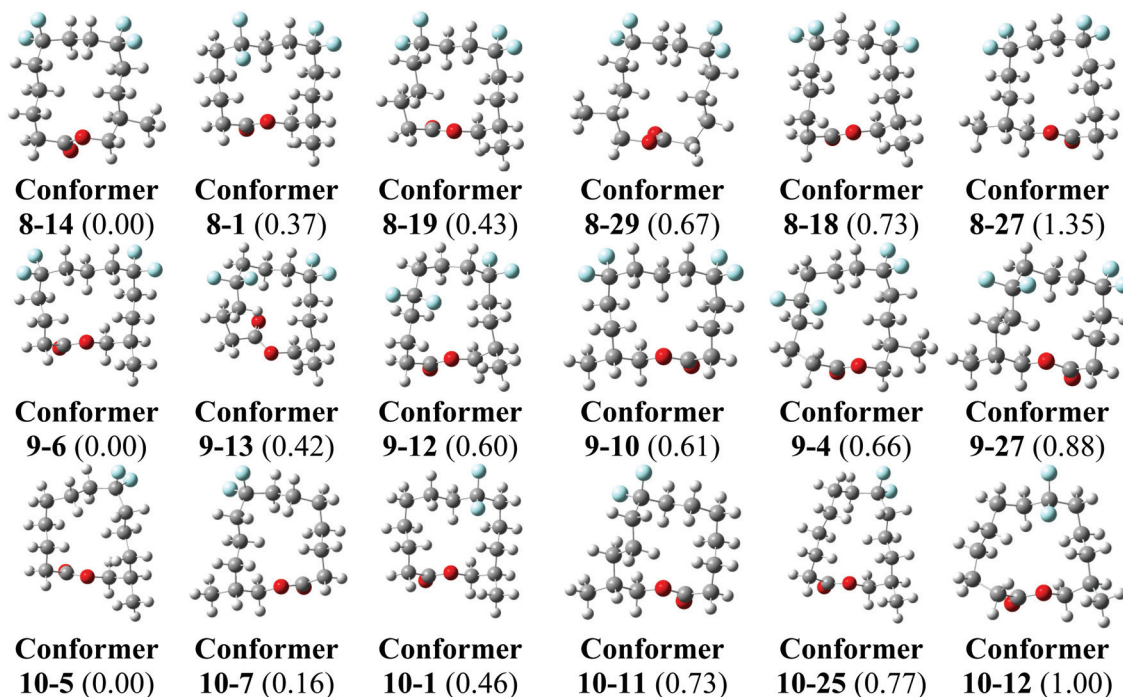 Conformer Conformer Conformer Conformer Conformer Conformer
8-14 (0.00) 8-1 (0.37) 8-19 (0.43) 8-29 (0.67) 8-18 (0.73) 8-27 (1.35)
Conformer Conformer Conformer Conformer Conformer Conformer
9-6 (0.00) 9-13 (0.42) 9-12 (0.60) 9-10 (0.61) 9-4 (0.66) 9-27 (0.88)
Conformer Conformer Conformer Conformer Conformer Conformer
10-5 (0.00) 10-7 (0.16) 10-1 (0.46) 10-11 (0.73) 10-25 (0.77) 10-12 (1.00)